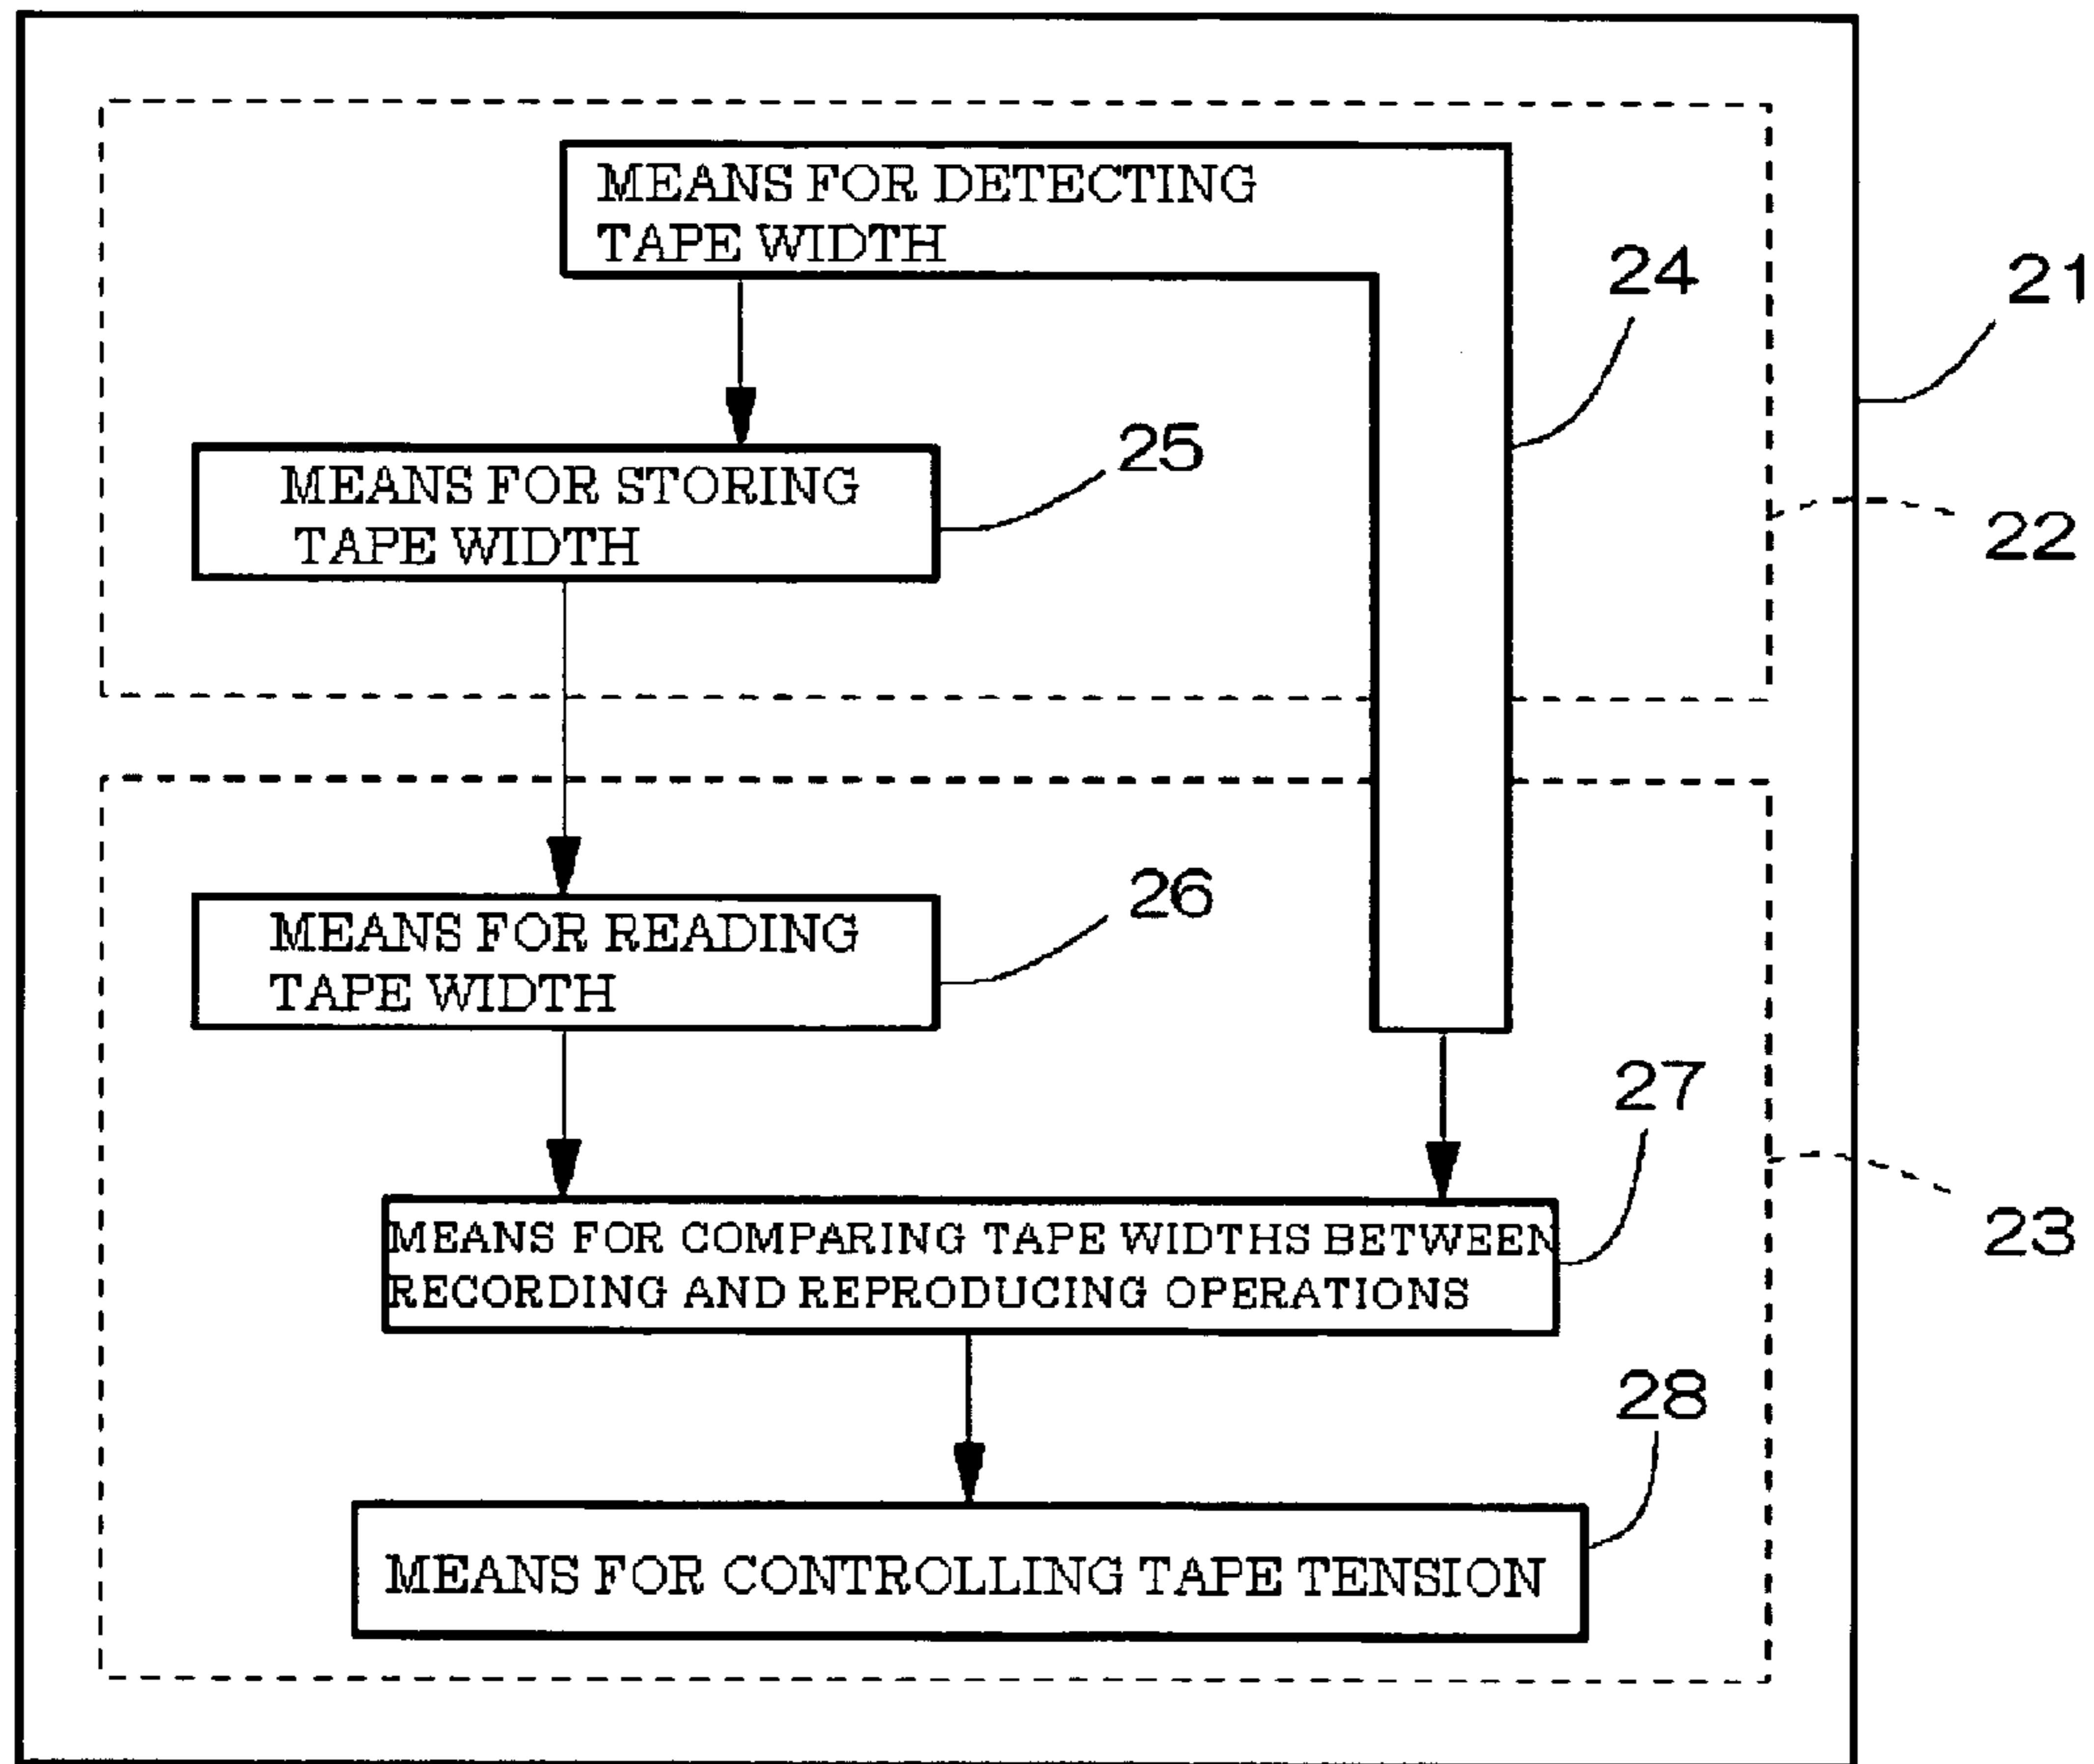 MEANS FOR DETECTING
TAPE WIDTH
24
21
25
MEANS FOR STORING
TAPE WIDTH
22
26
MEANS FOR READING
TAPE WIDTH
27
MEANS FOR COMPARING TAPE WIDTHS BETWEEN
RECORDING AND REPRODUCING OPERATIONS
23
28
MEANS FOR CONTROLLING TAPE TENSION